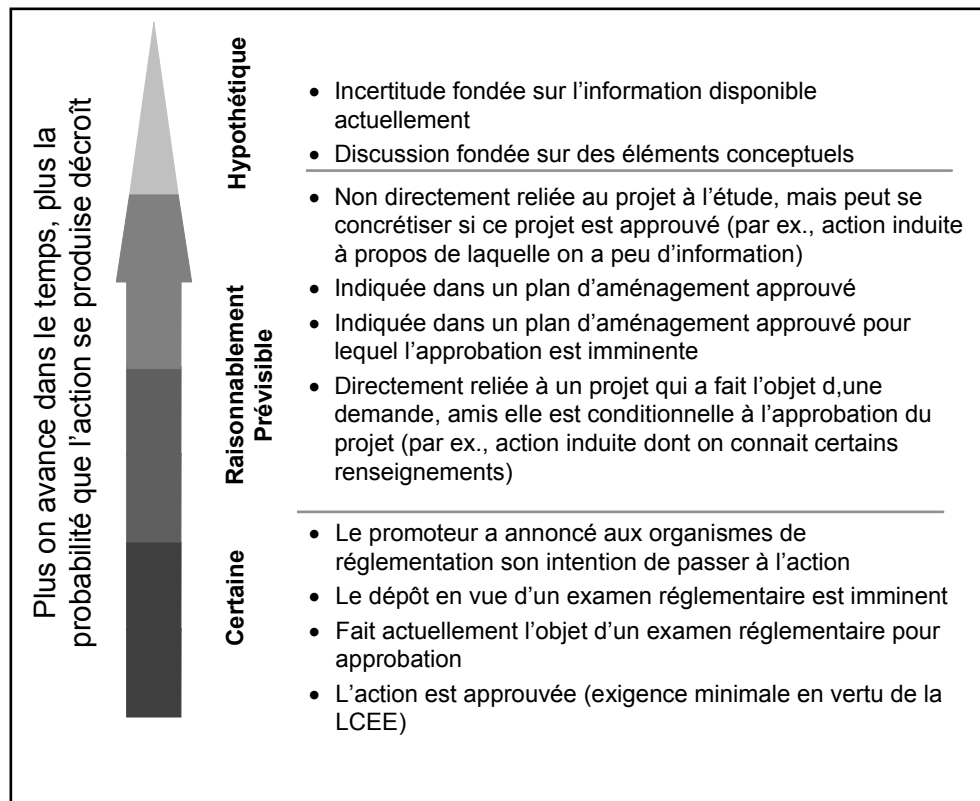 Plus on avance dans le temps, plus la
probabilité que l'action se produise décroît
Hypothétique
• Incertitude fondée sur l'information disponible
actuellement
• Discussion fondée sur des éléments conceptuels
Raisonnablement
Prévisible
• Non directement reliée au projet à l'étude, mais peut se
concrétiser si ce projet est approuvé (par ex., action induite
à propos de laquelle on a peu d'information)
• Indiquée dans un plan d'aménagement approuvé
• Indiquée dans un plan d'aménagement approuvé pour
lequel l'approbation est imminente
• Directement reliée à un projet qui a fait l'objet d,une
demande, amis elle est conditionnelle à l'approbation du
projet (par ex., action induite dont on connait certains
renseignements)
Certaine
• Le promoteur a annoncé aux organismes de
réglementation son intention de passer à l'action
• Le dépôt en vue d'un examen réglementaire est imminent
• Fait actuellement l'objet d'un examen réglementaire pour
approbation
• L'action est approuvée (exigence minimale en vertu de la
LCEE)